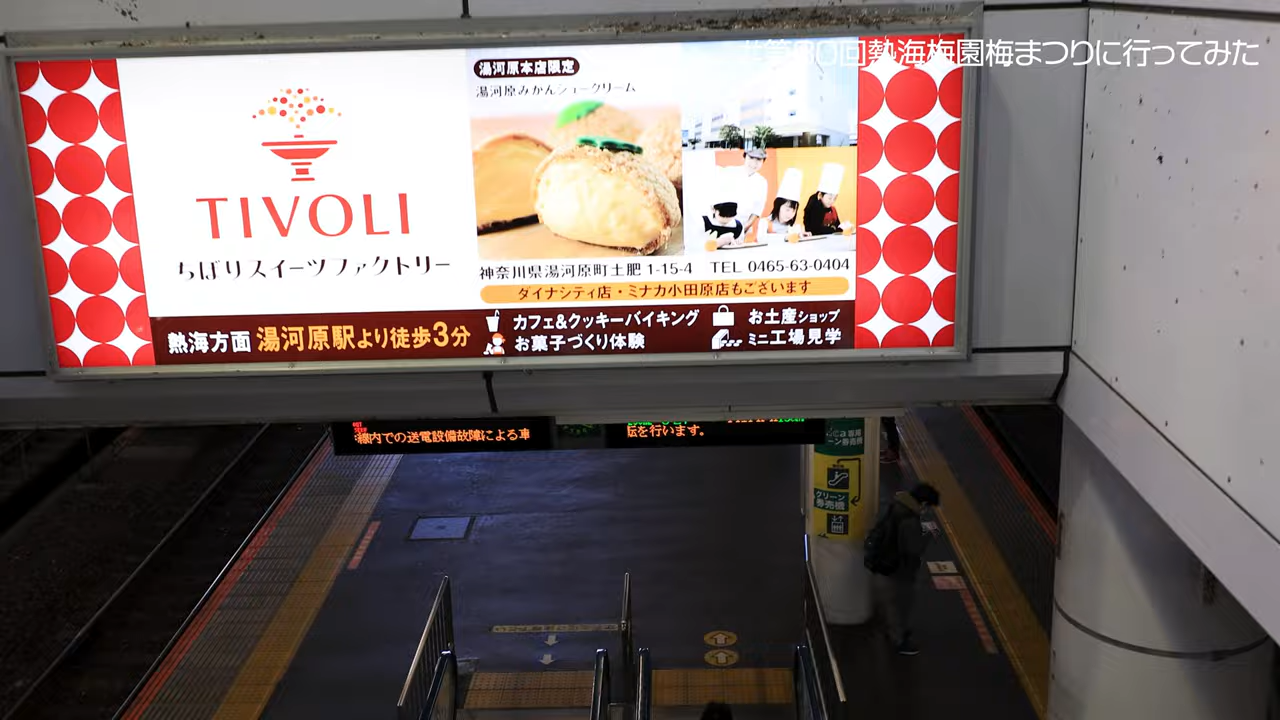 #第80回熱海梅園梅まつりに行ってみた
湯河原本店限定
湯河原みかんシュークリーム
TIVOLI
ちぼりスイーツファクトリー
神奈川県湯河原町土肥 1-15-4 TEL 0465-63-0404
ダイナシティ店・ミナカ小田原店もございます
熱海方面 湯河原駅より徒歩3分
カフェ&クッキーバイキング
お菓子づくり体験
お土産ショップ
ミニ工場見学
線内での送電設備故障による車
転を行います。
グリーン
券売機